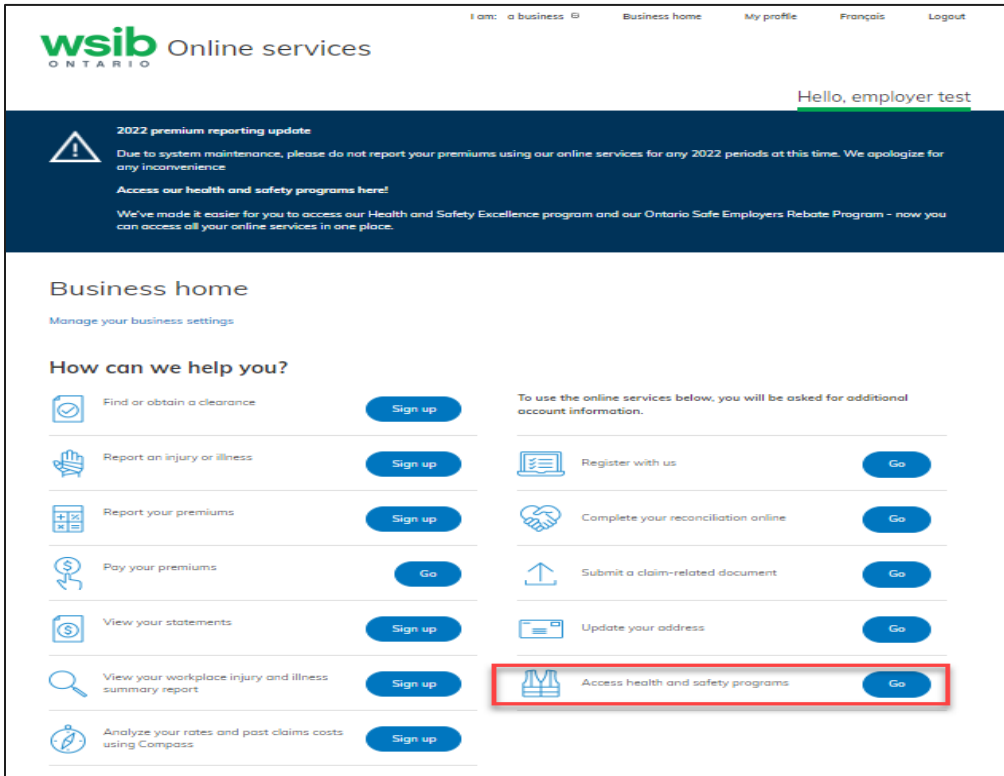 I am: a business
Business home
My profile
Français
Logout
wsib
ONTARIO
Online services
Hello, employer test
2022 premium reporting update
Due to system maintenance, please do not report your premiums using our online services for any 2022 periods at this time. We apologize for
any inconvenience
Access our health and safety programs here!
We've made it easier for you to access our Health and Safety Excellence program and our Ontario Safe Employers Rebate Program - now you
can access all your online services in one place.
Business home
Manage your business settings
How can we help you?
Find or obtain a clearance
Sign up
Report an injury or illness
Sign up
Report your premiums
Sign up
Pay your premiums
Go
View your statements
Sign up
View your workplace injury and illness
summary report
Sign up
Analyze your rates and past claims costs
using Compass
Sign up
To use the online services below, you will be asked for additional
account information.
Register with us
Go
Complete your reconciliation online
Go
Submit a claim-related document
Go
Update your address
Go
Access health and safety programs
Go